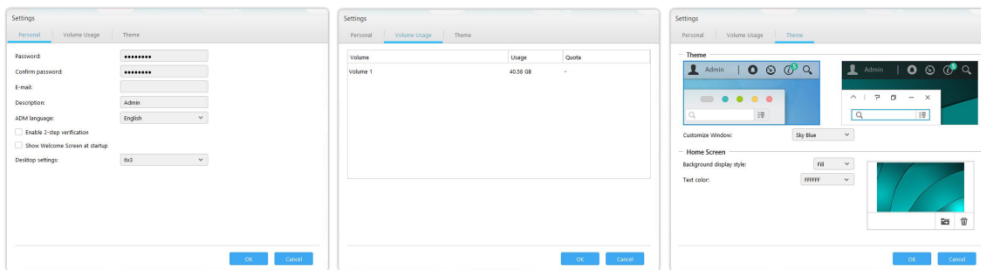 Settings
Personal Volume Usage Theme
Password:
Confirm password:
E-mail:
Description: Admin
ADM language: English
Enable 2-step verification
Show Welcome Screen at startup
Desktop settings: 6x3
OK Cancel
Settings
Personal Volume Usage Theme
Volume Usage Quote
Volume 1 40.58 GB -
OK Cancel
Settings
Personal Volume Usage Theme
Theme
Admin
Admin
Customize Window: Sky Blue
Home Screen
Background display style: Fill
Text color: FFFFFF
OK Cancel